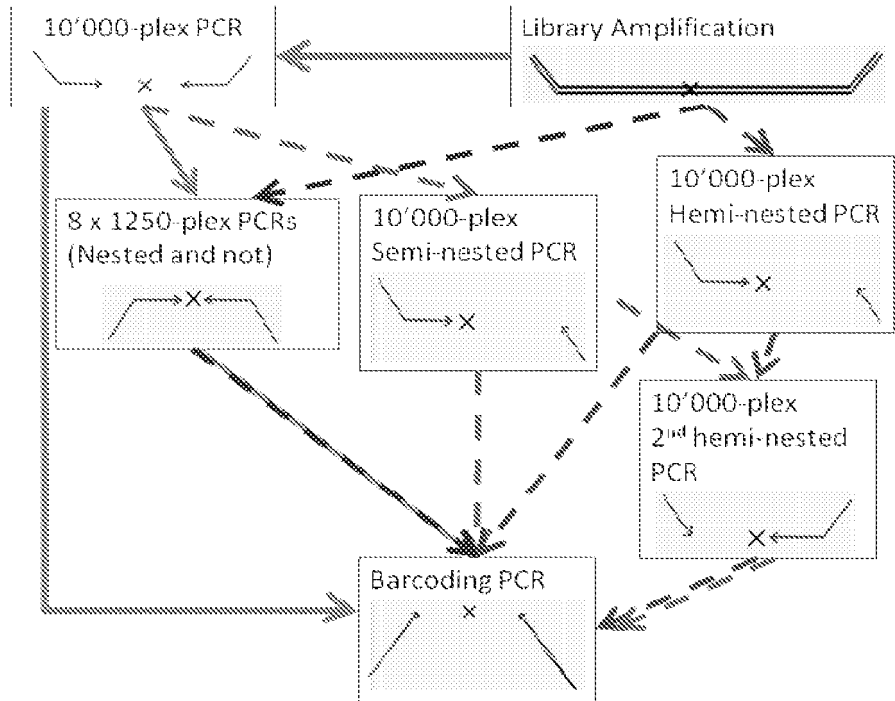 10’000-plex PCR
Library Amplification
8 x 1250-plex PCRs
(Nested and not)
10’000-plex
Semi-nested PCR
10’000-plex
Hemi-nested PCR
10’000-plex
2nd hemi-nested
PCR
Barcoding PCR